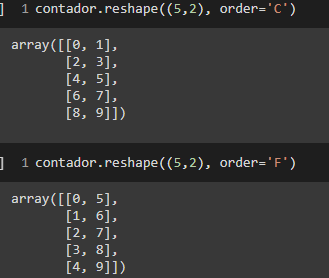 ] 1 contador.reshape((5,2), order='C')
array([[0, 1],
[2, 3],
[4, 5],
[6, 7],
[8, 9]])
] 1 contador.reshape((5,2), order='F')
array([[0, 5],
[1, 6],
[2, 7],
[3, 8],
[4, 9]])